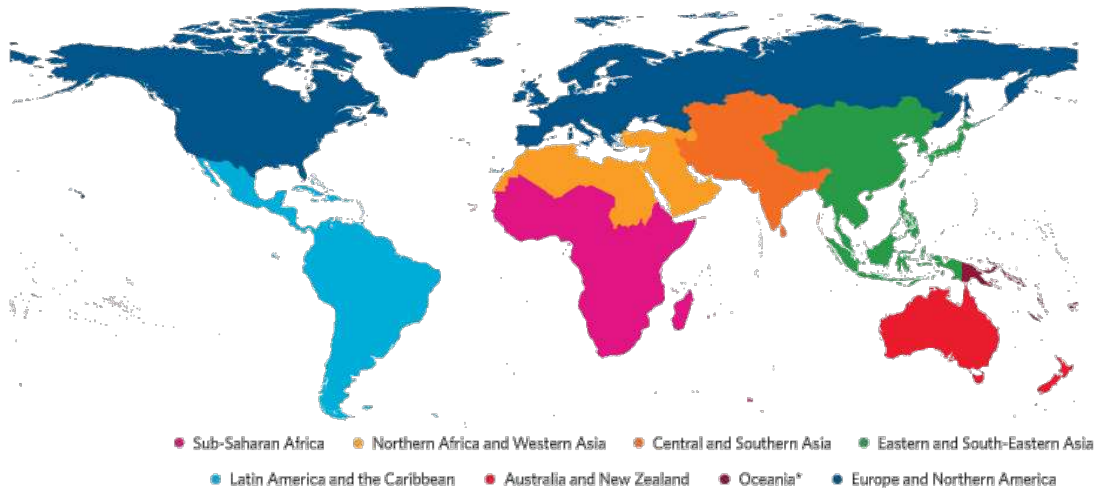 Sub-Saharan Africa Northern Africa and Western Asia Central and Southern Asia Eastern and South-Eastern Asia
Latin America and the Caribbean Australia and New Zealand Oceania* Europe and Northern America